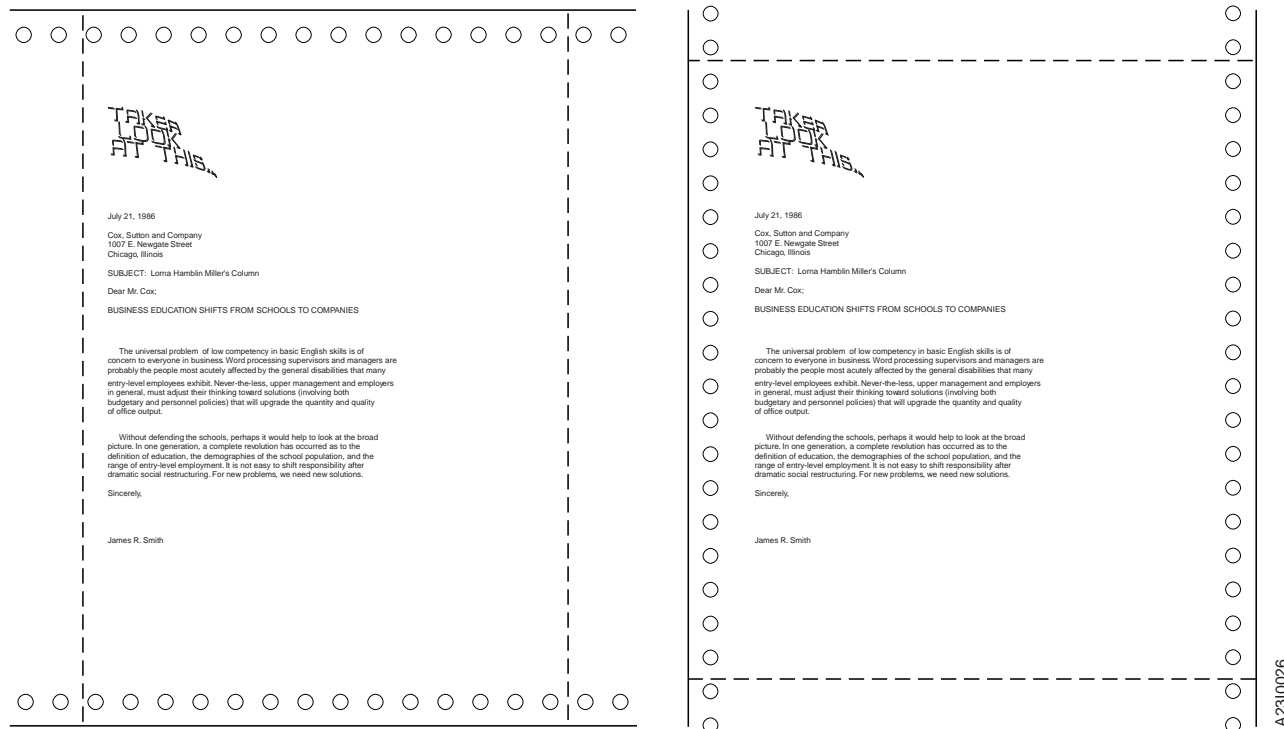 TAKE A
LOOK
AT THIS..
July 21, 1986
Cox, Sutton and Company
1007 E. Newgate Street
Chicago, Illinois
SUBJECT: Lorna Hamblin Miller's Column
Dear Mr. Cox;
BUSINESS EDUCATION SHIFTS FROM SCHOOLS TO COMPANIES
The universal problem of low competency in basic English skills is of
concern to everyone in business. Word processing supervisors and managers are
probably the people most acutely affected by the general disabilities that many
entry-level employees exhibit. Never-the-less, upper management and employers
in general, must adjust their thinking toward solutions (involving both
budgetary and personnel policies) that will upgrade the quantity and quality
of office output.
Without defending the schools, perhaps it would help to look at the broad
picture. In one generation, a complete revolution has occurred as to the
definition of education, the demographies of the school population, and the
range of entry-level employment. It is not easy to shift responsibility after
dramatic social restructuring. For new problems, we need new solutions.
Sincerely,
James R. Smith
TAKE A
LOOK
AT THIS..
July 21, 1986
Cox, Sutton and Company
1007 E. Newgate Street
Chicago, Illinois
SUBJECT: Lorna Hamblin Miller's Column
Dear Mr. Cox;
BUSINESS EDUCATION SHIFTS FROM SCHOOLS TO COMPANIES
The universal problem of low competency in basic English skills is of
concern to everyone in business. Word processing supervisors and managers are
probably the people most acutely affected by the general disabilities that many
entry-level employees exhibit. Never-the-less, upper management and employers
in general, must adjust their thinking toward solutions (involving both
budgetary and personnel policies) that will upgrade the quantity and quality
of office output.
Without defending the schools, perhaps it would help to look at the broad
picture. In one generation, a complete revolution has occurred as to the
definition of education, the demographies of the school population, and the
range of entry-level employment. It is not easy to shift responsibility after
dramatic social restructuring. For new problems, we need new solutions.
Sincerely,
James R. Smith
A23I0026